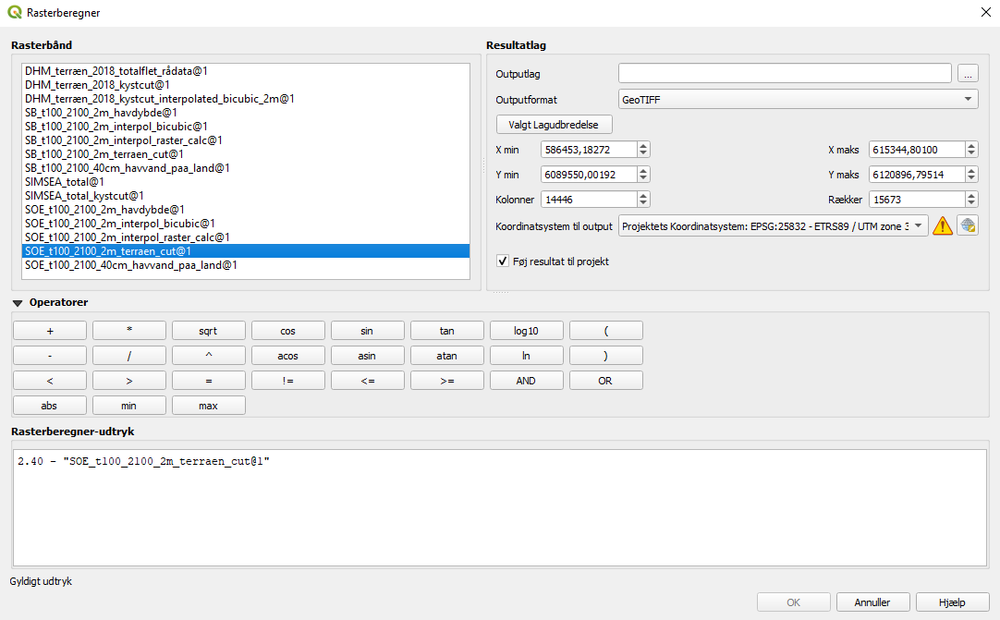 Rasterberegner
Rasterbånd
DHM_terræn_2018_totalflet_rådata@1
DHM_terræn_2018_kystcut@1
DHM_terræn_2018_kystcut_interpolated_bicubic_2m@1
SB_t100_2100_2m_havdybde@1
SB_t100_2100_2m_interpol_bicubic@1
SB_t100_2100_2m_interpol_raster_calc@1
SB_t100_2100_2m_terraen_cut@1
SB_t100_2100_40cm_havvand_paa_land@1
SIMSEA_total@1
SIMSEA_total_kystcut@1
SOE_t100_2100_2m_havdybde@1
SOE_t100_2100_2m_interpol_bicubic@1
SOE_t100_2100_2m_interpol_raster_calc@1
SOE_t100_2100_2m_terraen_cut@1
SOE_t100_2100_40cm_havvand_paa_land@1
Resultatlag
Outputlag ...
Outputformat GeoTIFF
Valgt Lagudbredelse
X min 586453,18272 X maks 615344,80100
Y min 6089550,00192 Y maks 6120896,79514
Kolonner 14446 Rækker 15673
Koordinatsystem til output Projektets Koordinatsystem: EPSG:25832 - ETRS89 / UTM zone 3
Føj resultat til projekt
Operatorer
+ * sqrt cos sin tan log10 (
- / ^ acos asin atan ln )
< > = != <= >= AND OR
abs min max
Rasterberegner-udtryk
2.40 - "SOE_t100_2100_2m_terraen_cut@1"
Gyldigt udtryk
OK Annuller Hjælp